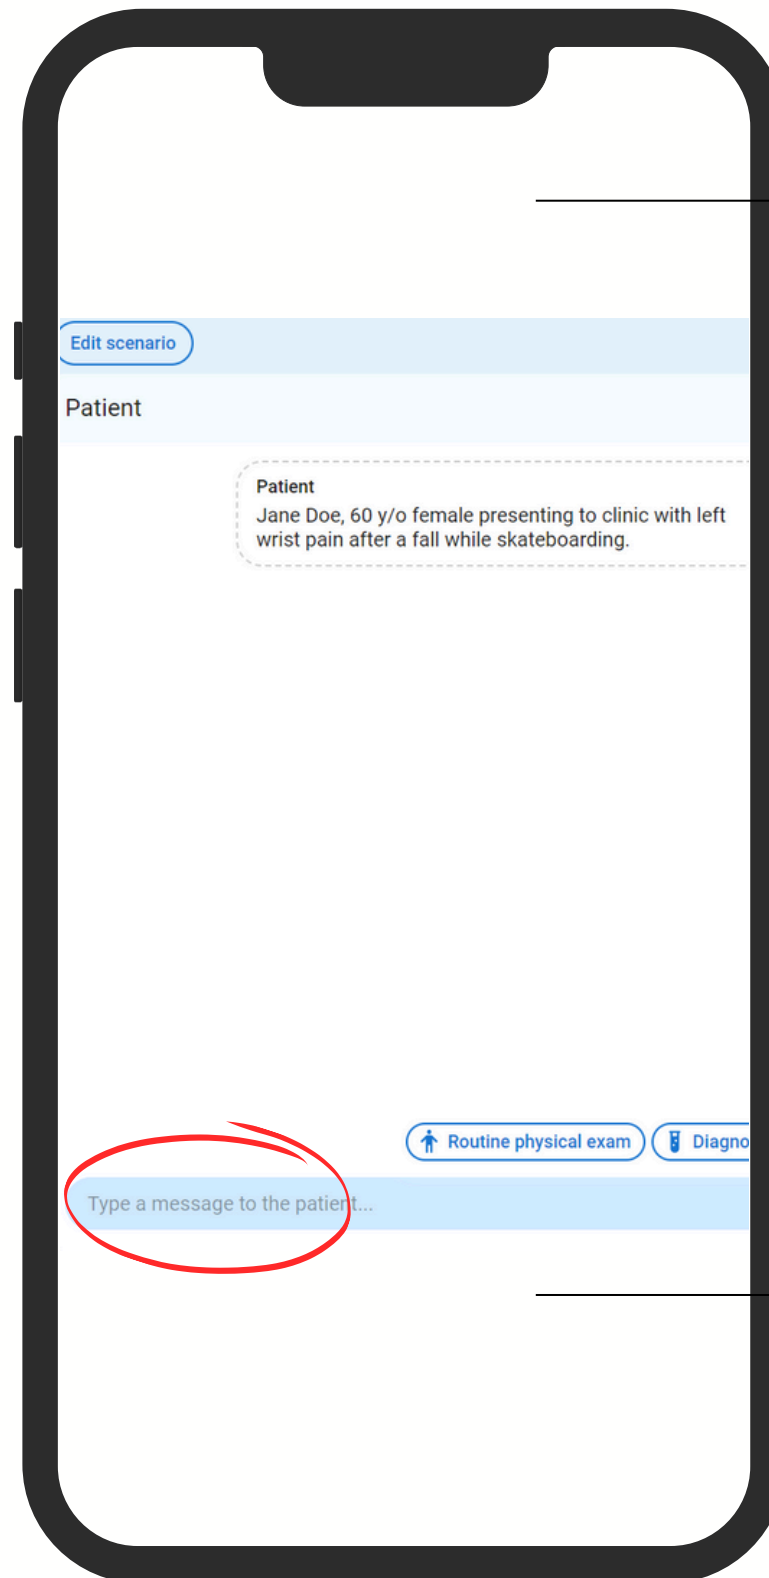 Edit scenario
Patient
Patient
Jane Doe, 60 y/o female presenting to clinic with left
wrist pain after a fall while skateboarding.
Routine physical exam
Diagno
Type a message to the patient...